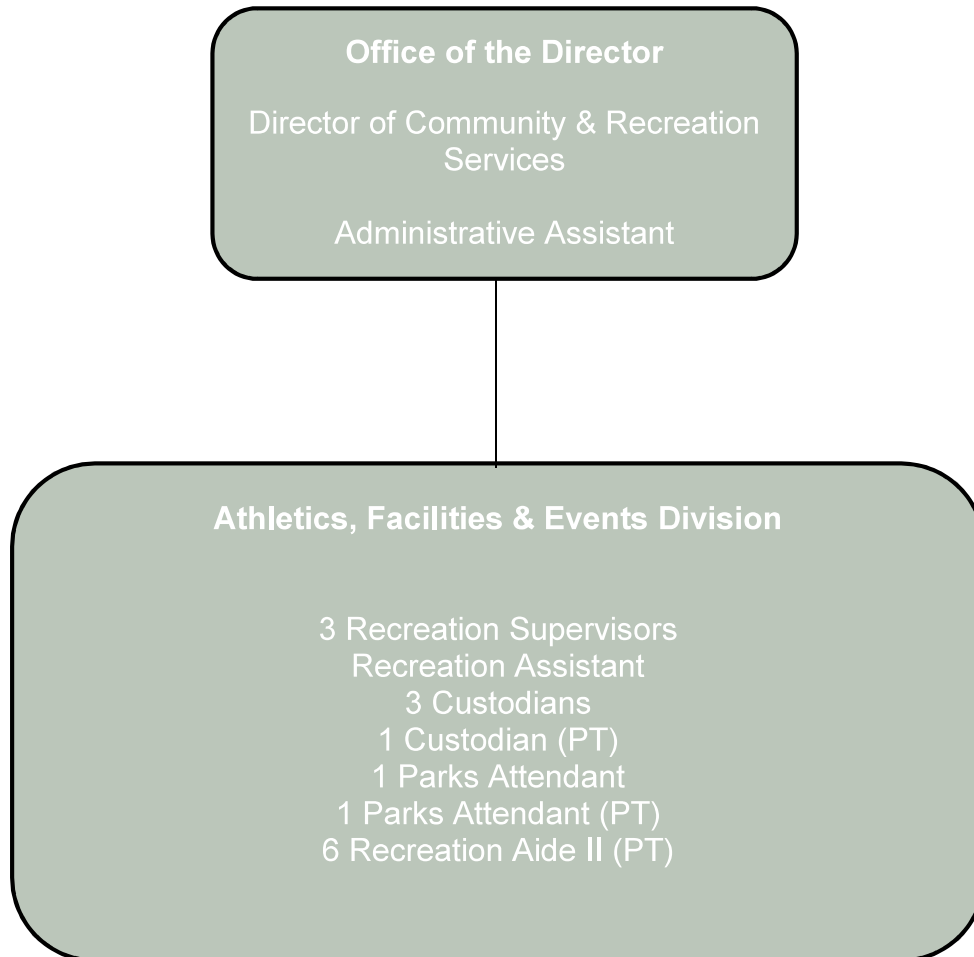 Office of the Director
Director of Community & Recreation
Services
Administrative Assistant
Athletics, Facilities & Events Division
3 Recreation Supervisors
Recreation Assistant
3 Custodians
1 Custodian (PT)
1 Parks Attendant
1 Parks Attendant (PT)
6 Recreation Aide II (PT)